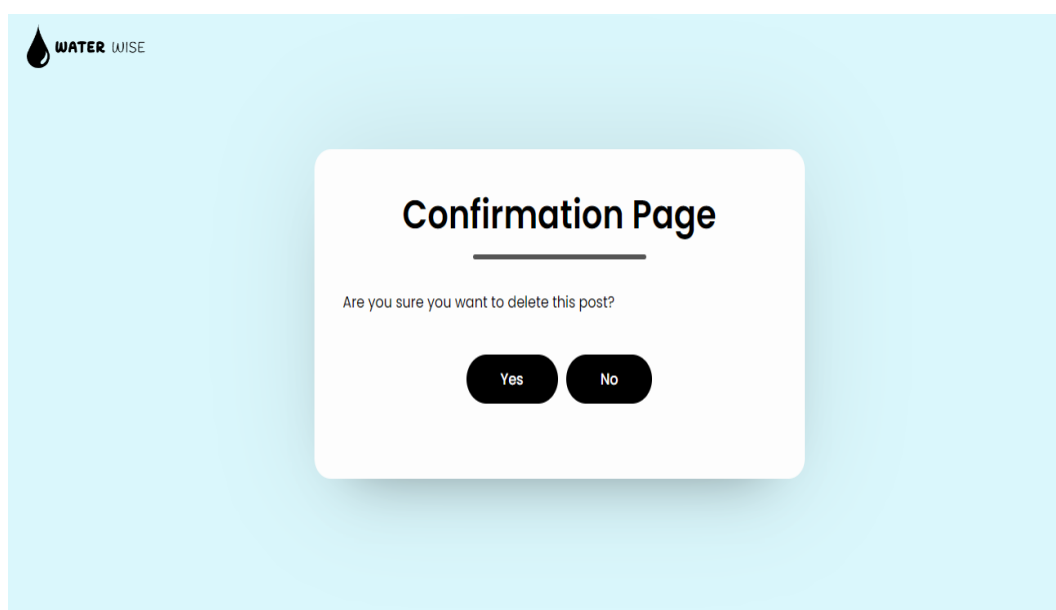 WATER WISE
Confirmation Page
Are you sure you want to delete this post?
Yes No